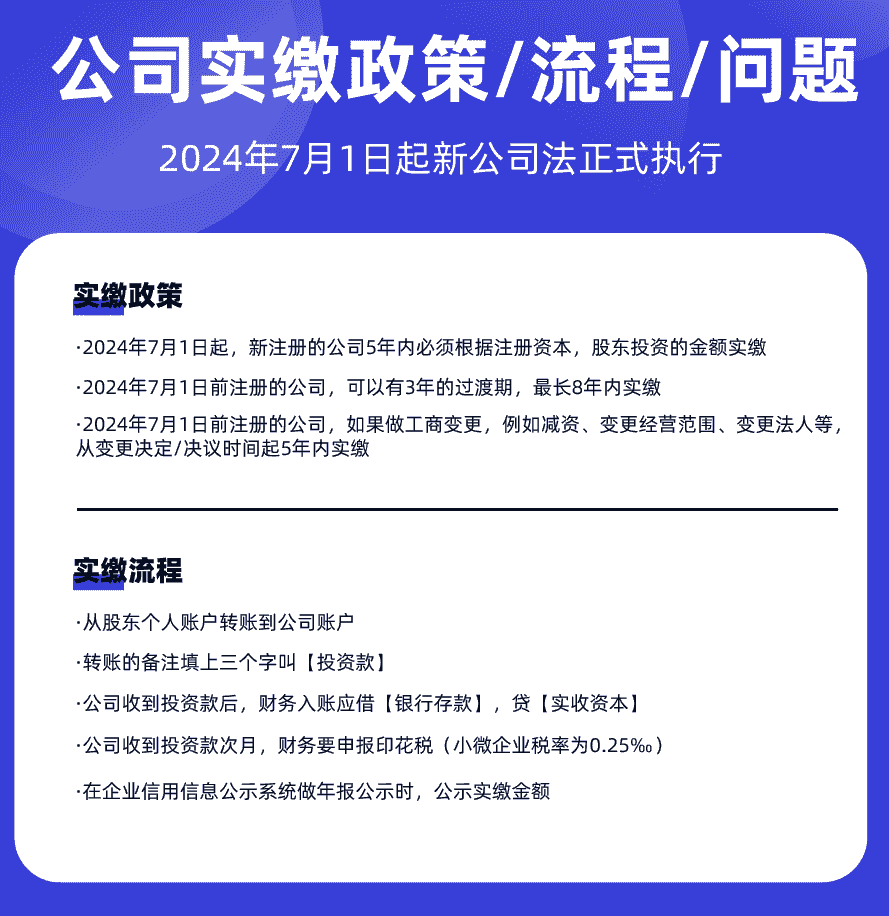 公司实缴政策/流程/问题
2024年7月1日起新公司法正式执行
实缴政策
·2024年7月1日起，新注册的公司5年内必须根据注册资本，股东投资的金额实缴
·2024年7月1日前注册的公司，可以有3年的过渡期，最长8年内实缴
·2024年7月1日前注册的公司，如果做工商变更，例如减资、变更经营范围、变更法人等，
从变更决定/决议时间起5年内实缴
实缴流程
·从股东个人账户转账到公司账户
·转账的备注填上三个字叫【投资款】
·公司收到投资款后，财务入账应借【银行存款】，贷【实收资本】
·公司收到投资款次月，财务要申报印花税（小微企业税率为0.25‰）
·在企业信用信息公示系统做年报公示时，公示实缴金额